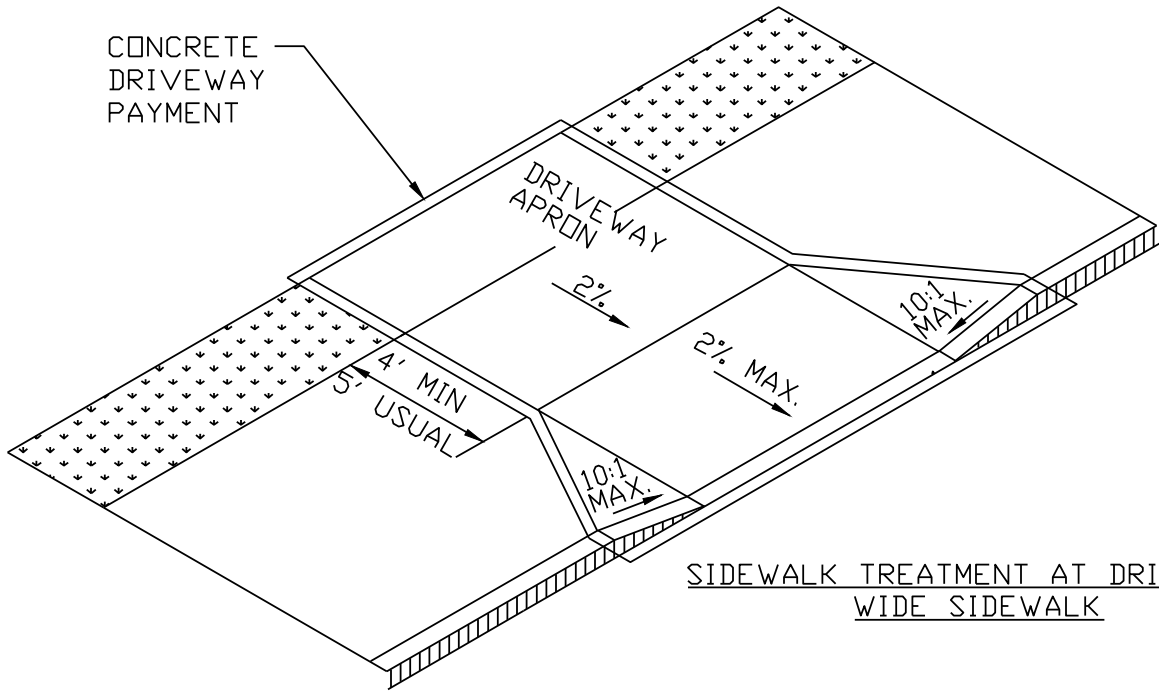 CONCRETE
DRIVEWAY
PAYMENT
DRIVEWAY
APRON
2%
10:1
MAX.
2% MAX.
4' MIN
5' USUAL
10:1
MAX.
SIDEWALK TREATMENT AT DRI
WIDE SIDEWALK